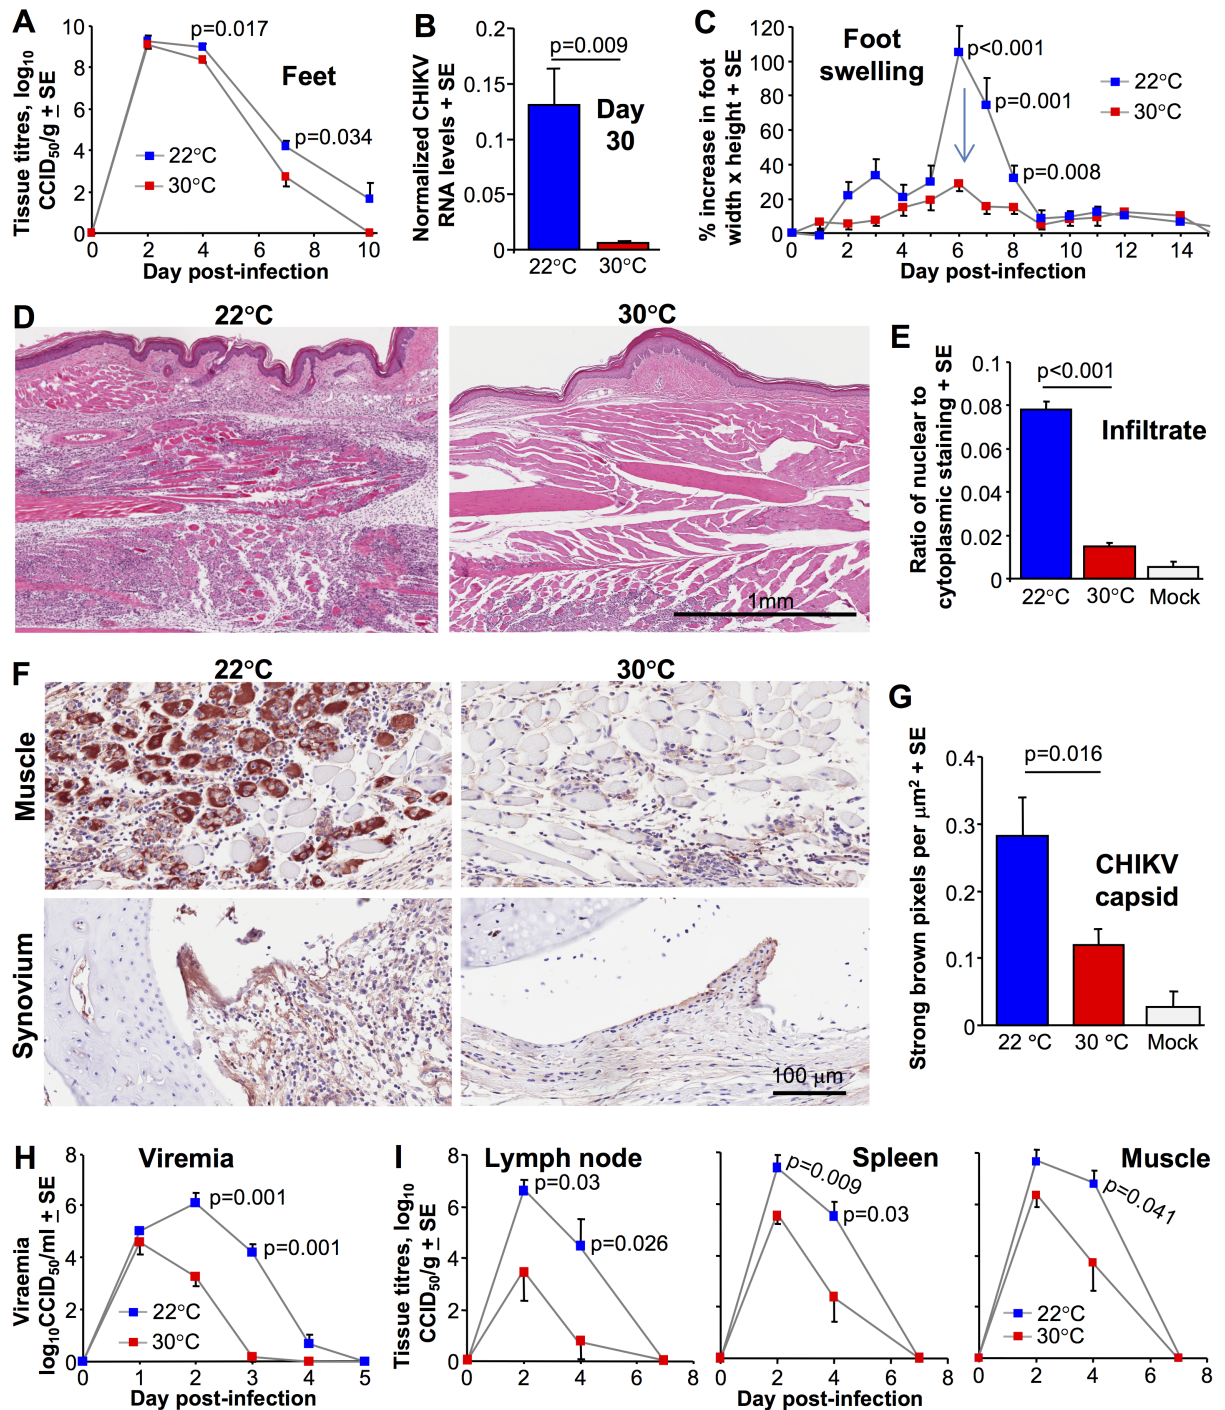 A
Tissue titres, log10
CCID50/g ± SE
10
8
6
4
2
0
p=0.017
Feet
p=0.034
22°C
30°C
0 2 4 6 8 10
Day post-infection
B
Normalized CHIKV
RNA levels + SE
0.2
0.15
0.1
0.05
0
p=0.009
Day
30
22°C 30°C
C
% increase in foot
width x height + SE
120
100
80
60
40
20
0
Foot
swelling
p<0.001
p=0.001
p=0.008
22°C
30°C
0 2 4 6 8 10 12 14
Day post-infection
D
22°C
30°C
1mm
E
Ratio of nuclear to
cytoplasmic staining + SE
0.1
0.08
0.06
0.04
0.02
0
p<0.001
Infiltrate
22°C 30°C Mock
F
22°C
30°C
Muscle
Synovium
100 μm
G
Strong brown pixels per μm2 + SE
0.4
0.3
0.2
0.1
0
p=0.016
CHIKV
capsid
22 °C 30 °C Mock
H
Viremia
Viraemia
log10CCID50/ml ± SE
8
6
4
2
0
p=0.001
p=0.001
22°C
30°C
0 1 2 3 4 5
Day post-infection
I
Tissue titres, log10
CCID50/g ± SE
8
6
4
2
0
Lymph node
p=0.03
p=0.026
0 2 4 6 8
Spleen
p=0.009
p=0.03
0 2 4 6 8
Day post-infection
Muscle
p=0.041
22°C
30°C
0 2 4 6 8